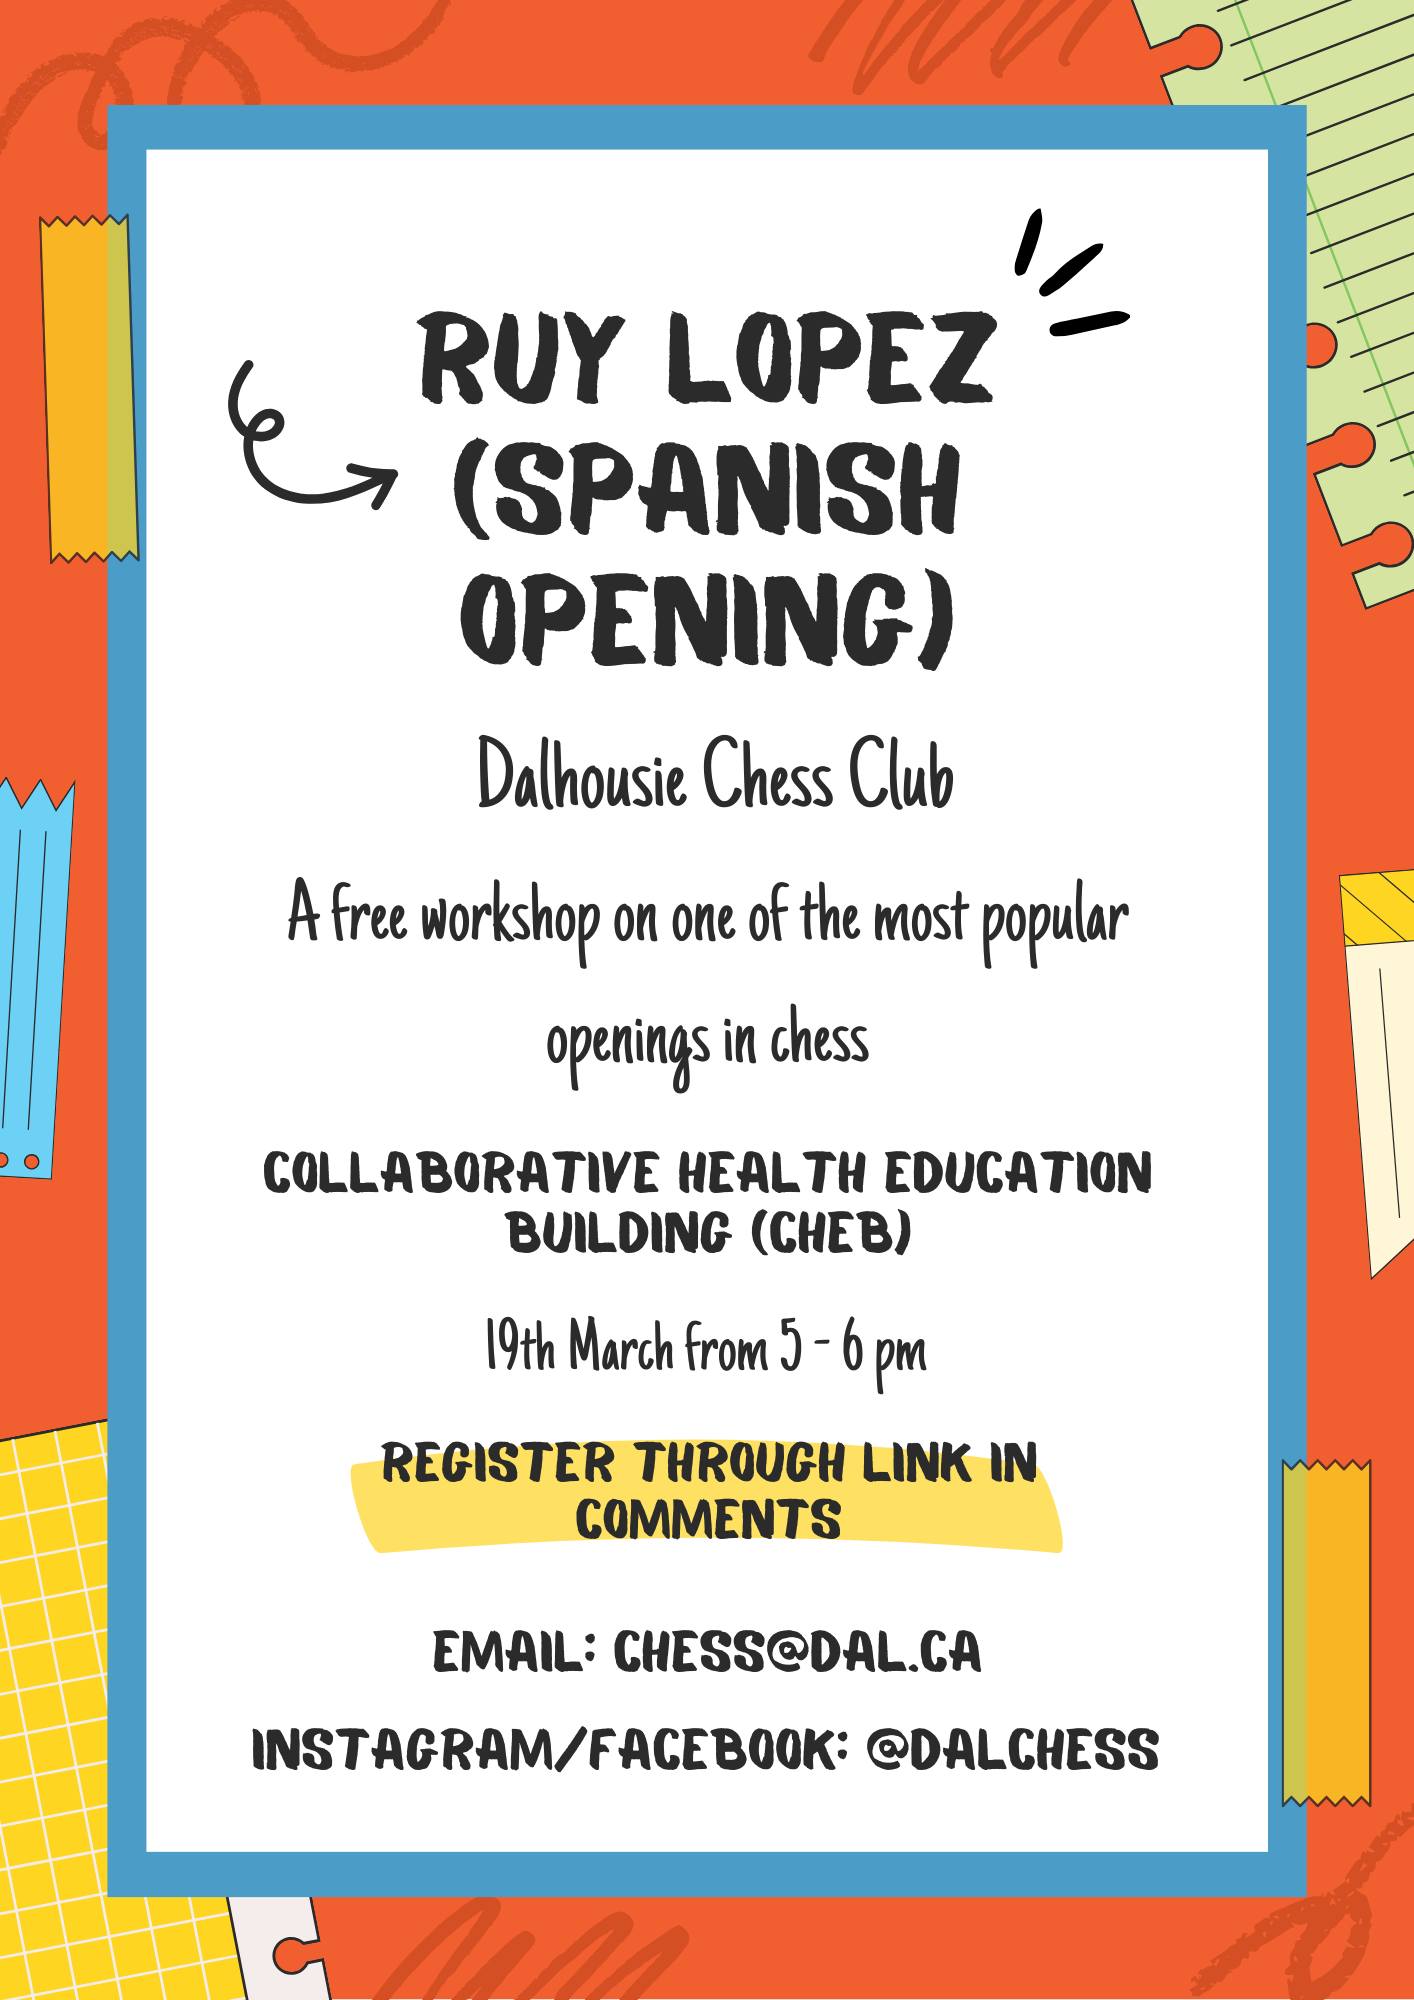 RUY LOPEZ
(SPANISH
OPENING)
Dalhousie Chess Club
A free workshop on one of the most popular
openings in chess
COLLABORATIVE HEALTH EDUCATION
BUILDING (CHEB)
19th March from 5 - 6 pm
REGISTER THROUGH LINK IN
COMMENTS
EMAIL: CHESS@DAL.CA
INSTAGRAM/FACEBOOK: @DALCHESS